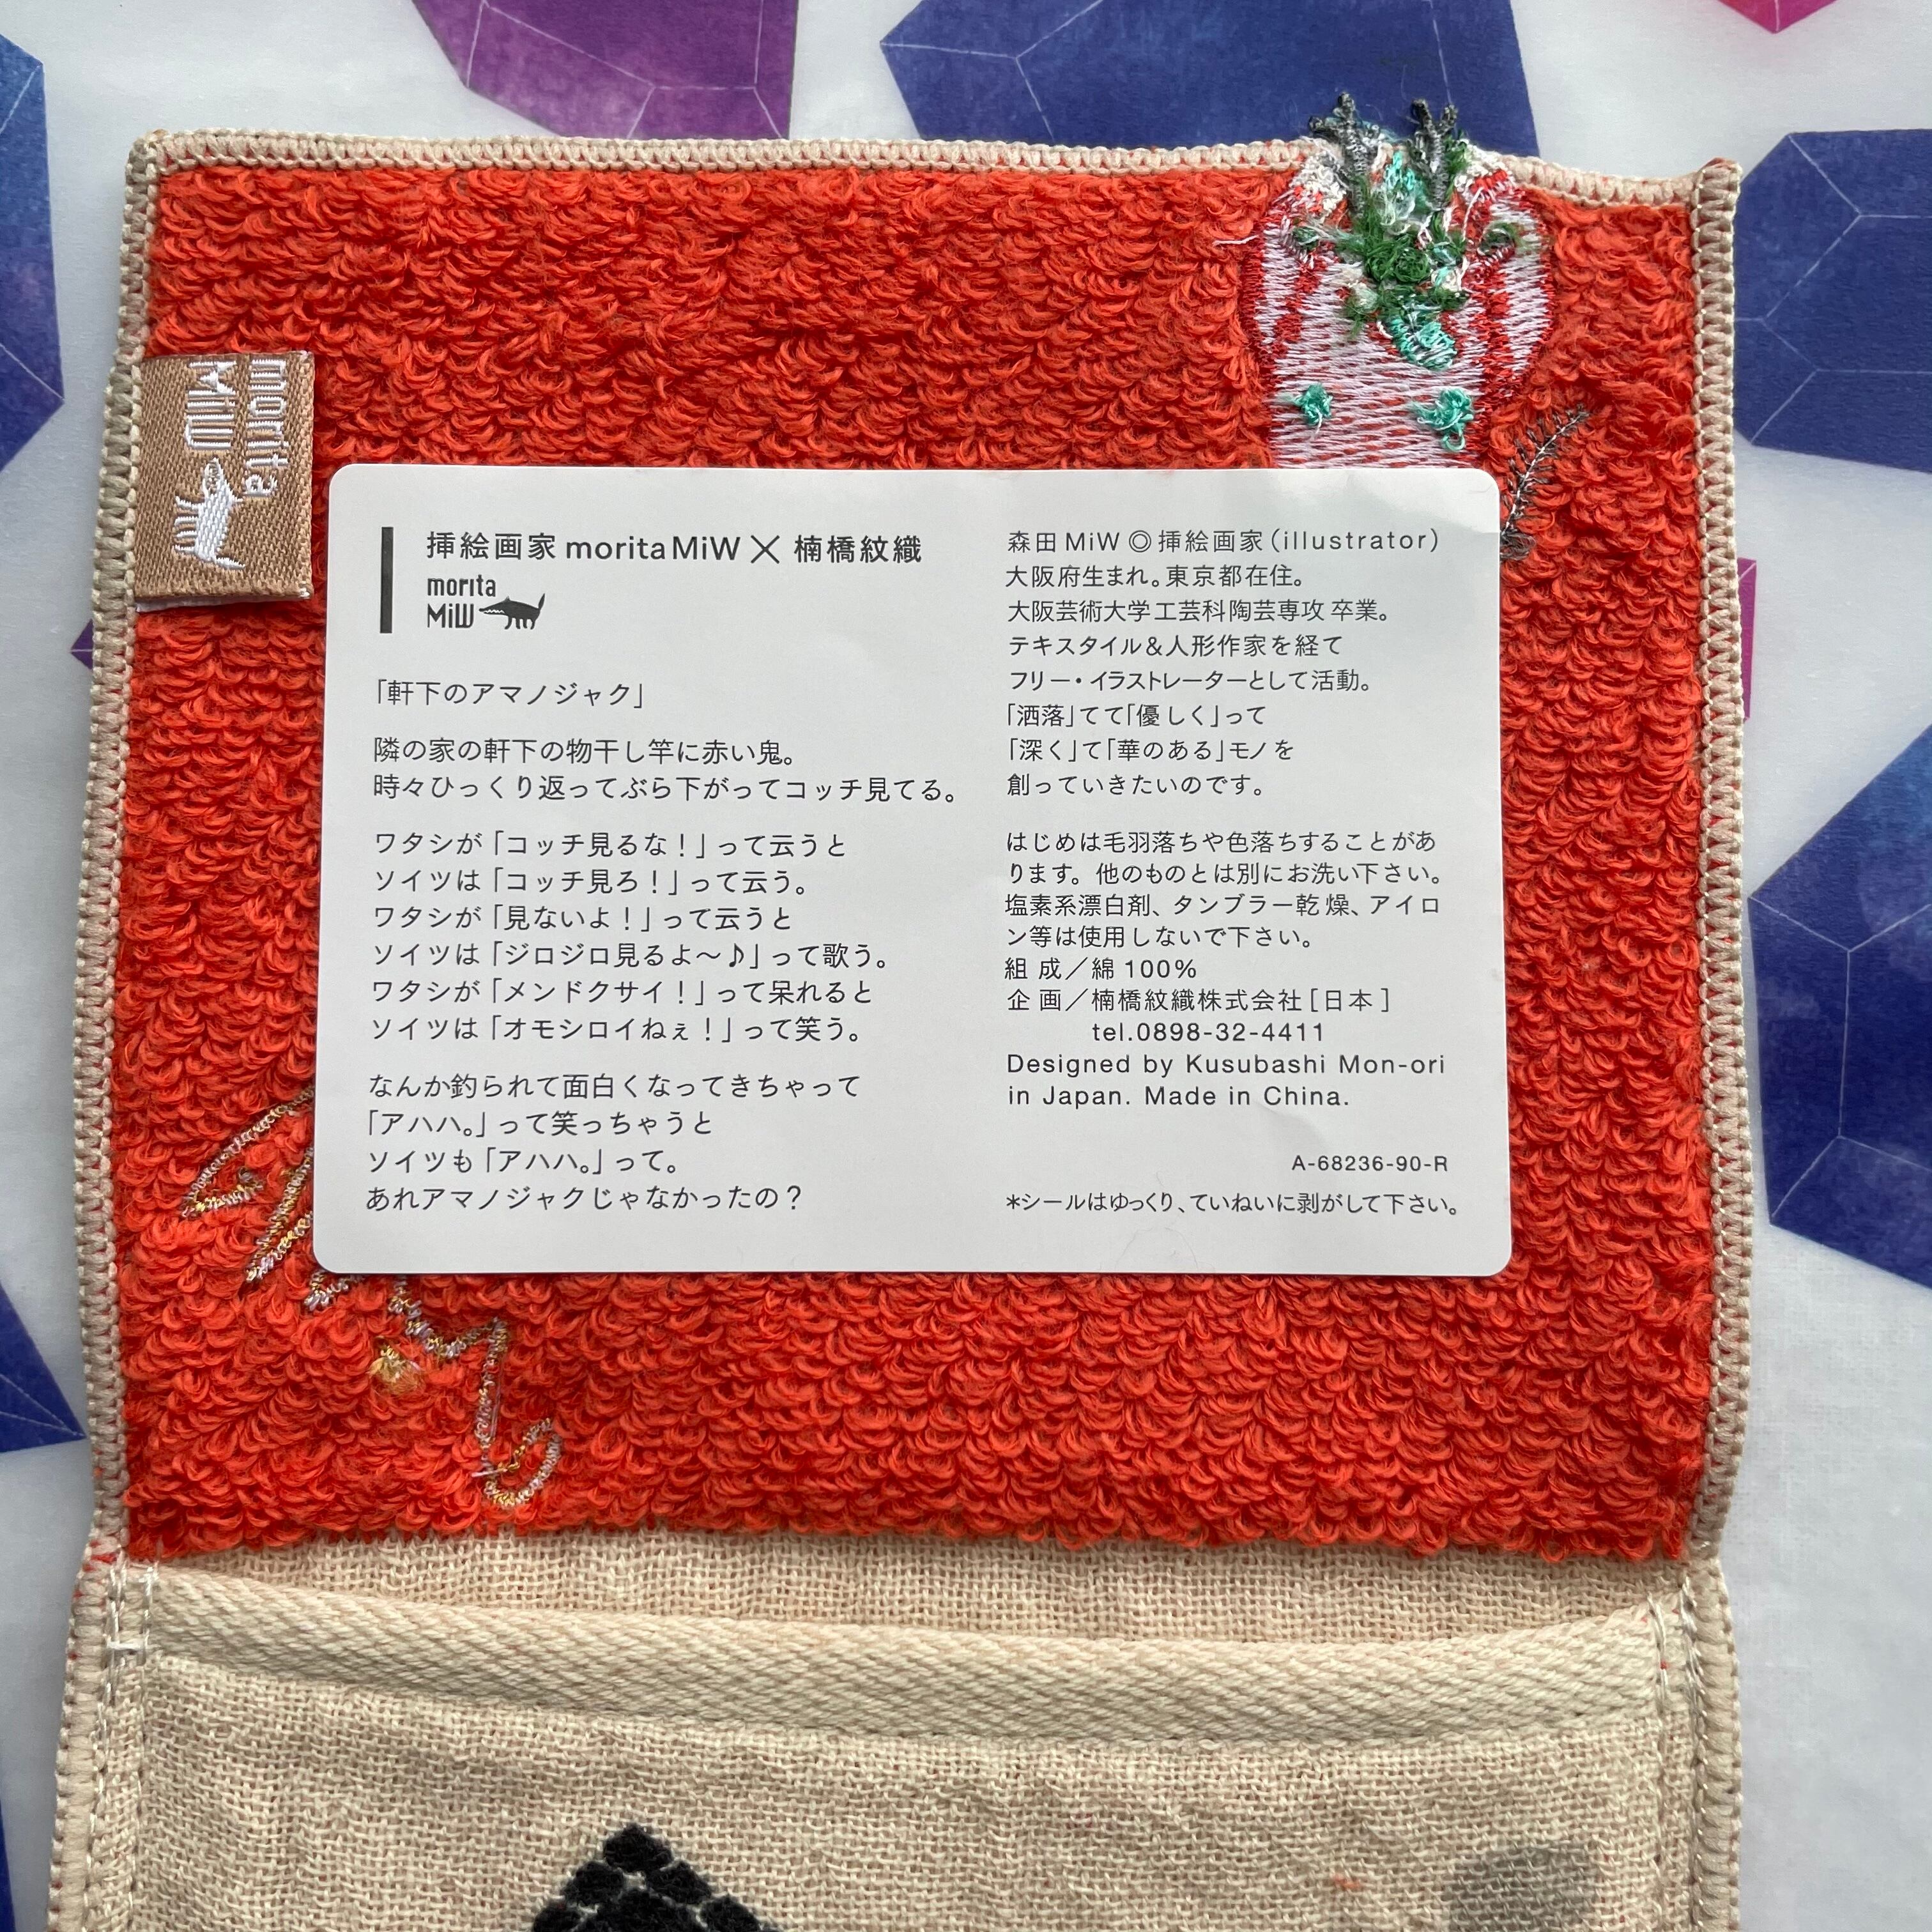 morita
MiW
挿絵画家 moritaMiW × 楠橋紋織
morita
MiW
「軒下のアマノジャク」
隣の家の軒下の物干し竿に赤い鬼。
時々ひっくり返ってぶら下がってコッチ見てる。
ワタシが「コッチ見るな！」って云うと
ソイツは「コッチ見ろ！」って云う。
ワタシが「見ないよ！」って云うと
ソイツは「ジロジロ見るよ〜♪」って歌う。
ワタシが「メンドクサイ！」って呆れると
ソイツは「オモシロイねぇ！」って笑う。
なんか釣られて面白くなってきちゃって
「アハハ。」って笑っちゃうと
ソイツも「アハハ。」って。
あれアマノジャクじゃなかったの？
森田 MiW ◎ 挿絵画家（illustrator）
大阪府生まれ。東京都在住。
大阪芸術大学 工芸科陶芸専攻 卒業。
テキスタイル＆人形作家を経て
フリー・イラストレーターとして活動。
「洒落」てて「優しく」って
「深く」て「華のある」モノを
創っていきたいのです。
はじめは毛羽落ちや色落ちすることがあ
ります。他のものとは別にお洗い下さい。
塩素系漂白剤、タンブラー乾燥、アイロ
ン等は使用しないで下さい。
組 成／綿 100%
企 画／楠橋紋織株式会社［日本］
tel.0898-32-4411
Designed by Kusubashi Mon-ori
in Japan. Made in China.
A-68236-90-R
＊シールはゆっくり、ていねいに剥がして下さい。